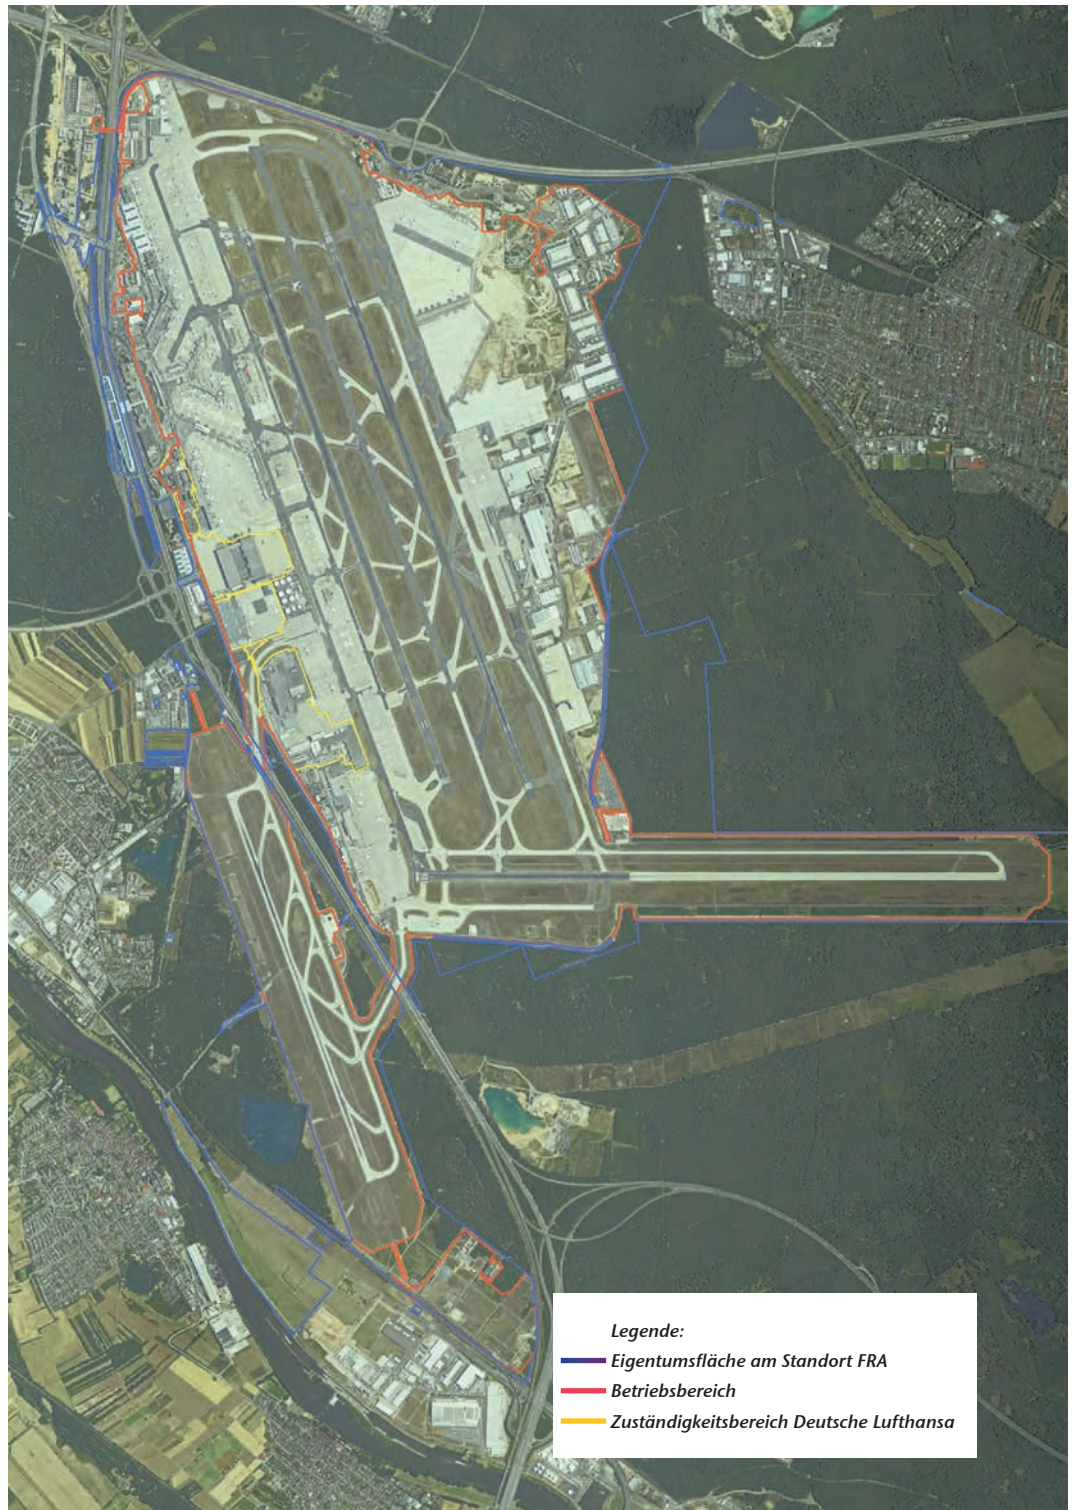 Legende:
Eigentumsfläche am Standort FRA
Betriebsbereich
Zuständigkeitsbereich Deutsche Lufthansa